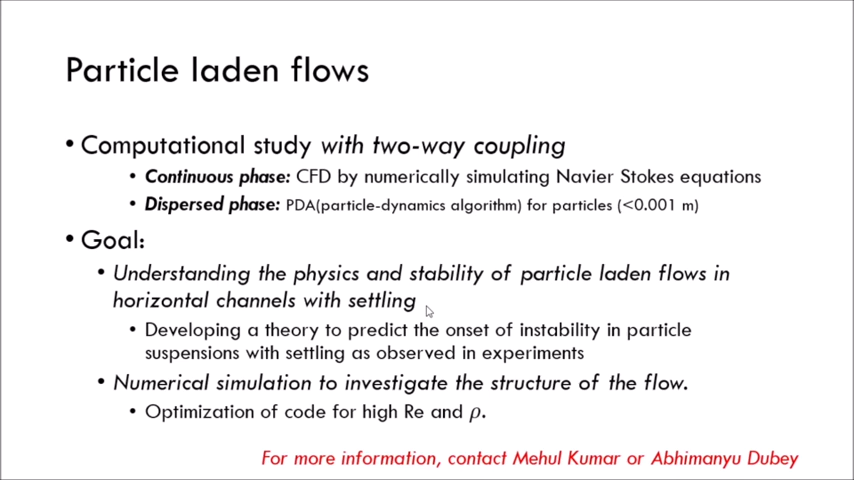 Particle laden flows
• Computational study with two-way coupling
• Continuous phase: CFD by numerically simulating Navier Stokes equations
• Dispersed phase: PDA(particle-dynamics algorithm) for particles (<0.001 m)
• Goal:
• Understanding the physics and stability of particle laden flows in
horizontal channels with settling
• Developing a theory to predict the onset of instability in particle
suspensions with settling as observed in experiments
• Numerical simulation to investigate the structure of the flow.
• Optimization of code for high Re and ρ.
For more information, contact Mehul Kumar or Abhimanyu Dubey